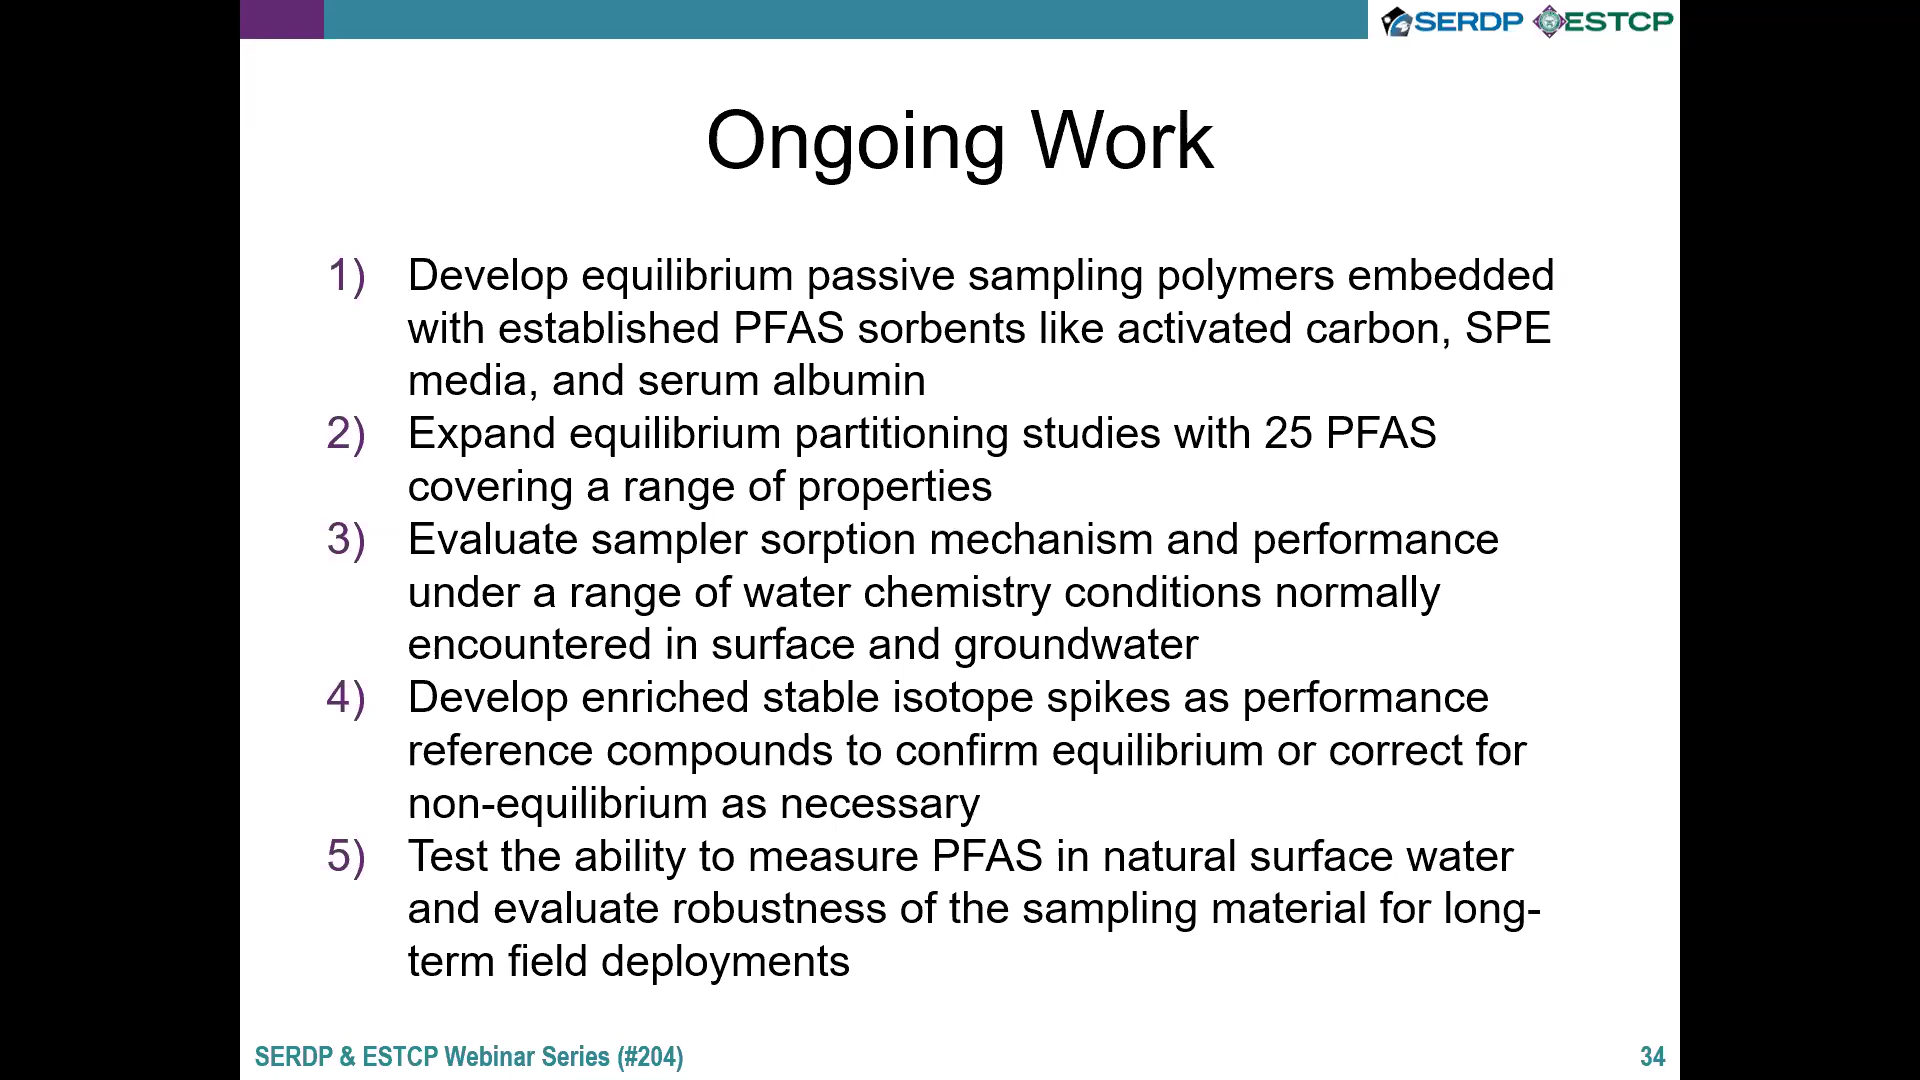 SERDP ESTCP
Ongoing Work
1) Develop equilibrium passive sampling polymers embedded
with established PFAS sorbents like activated carbon, SPE
media, and serum albumin
2) Expand equilibrium partitioning studies with 25 PFAS
covering a range of properties
3) Evaluate sampler sorption mechanism and performance
under a range of water chemistry conditions normally
encountered in surface and groundwater
4) Develop enriched stable isotope spikes as performance
reference compounds to confirm equilibrium or correct for
non-equilibrium as necessary
5) Test the ability to measure PFAS in natural surface water
and evaluate robustness of the sampling material for long-
term field deployments
SERDP & ESTCP Webinar Series (#204)
34